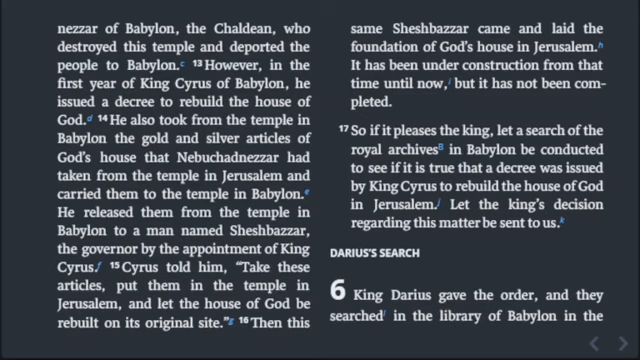 nezzar of Babylon, the Chaldean, who
destroyed this temple and deported the
people to Babylon.c 13 However, in the
first year of King Cyrus of Babylon, he
issued a decree to rebuild the house of
God.d 14 He also took from the temple in
Babylon the gold and silver articles of
God’s house that Nebuchadnezzar had
taken from the temple in Jerusalem and
carried them to the temple in Babylon.e
He released them from the temple in
Babylon to a man named Sheshbazzar,
the governor by the appointment of King
Cyrus.f 15 Cyrus told him, “Take these
articles, put them in the temple in
Jerusalem, and let the house of God be
rebuilt on its original site.”g 16 Then this
same Sheshbazzar came and laid the
foundation of God’s house in Jerusalem.h
It has been under construction from that
time until now,i but it has not been com-
pleted.
17 So if it pleases the king, let a search of the
royal archivesB in Babylon be conducted
to see if it is true that a decree was issued
by King Cyrus to rebuild the house of God
in Jerusalem.j Let the king’s decision
regarding this matter be sent to us.k
DARIUS’S SEARCH
6 King Darius gave the order, and they
searchedl in the library of Babylon in the